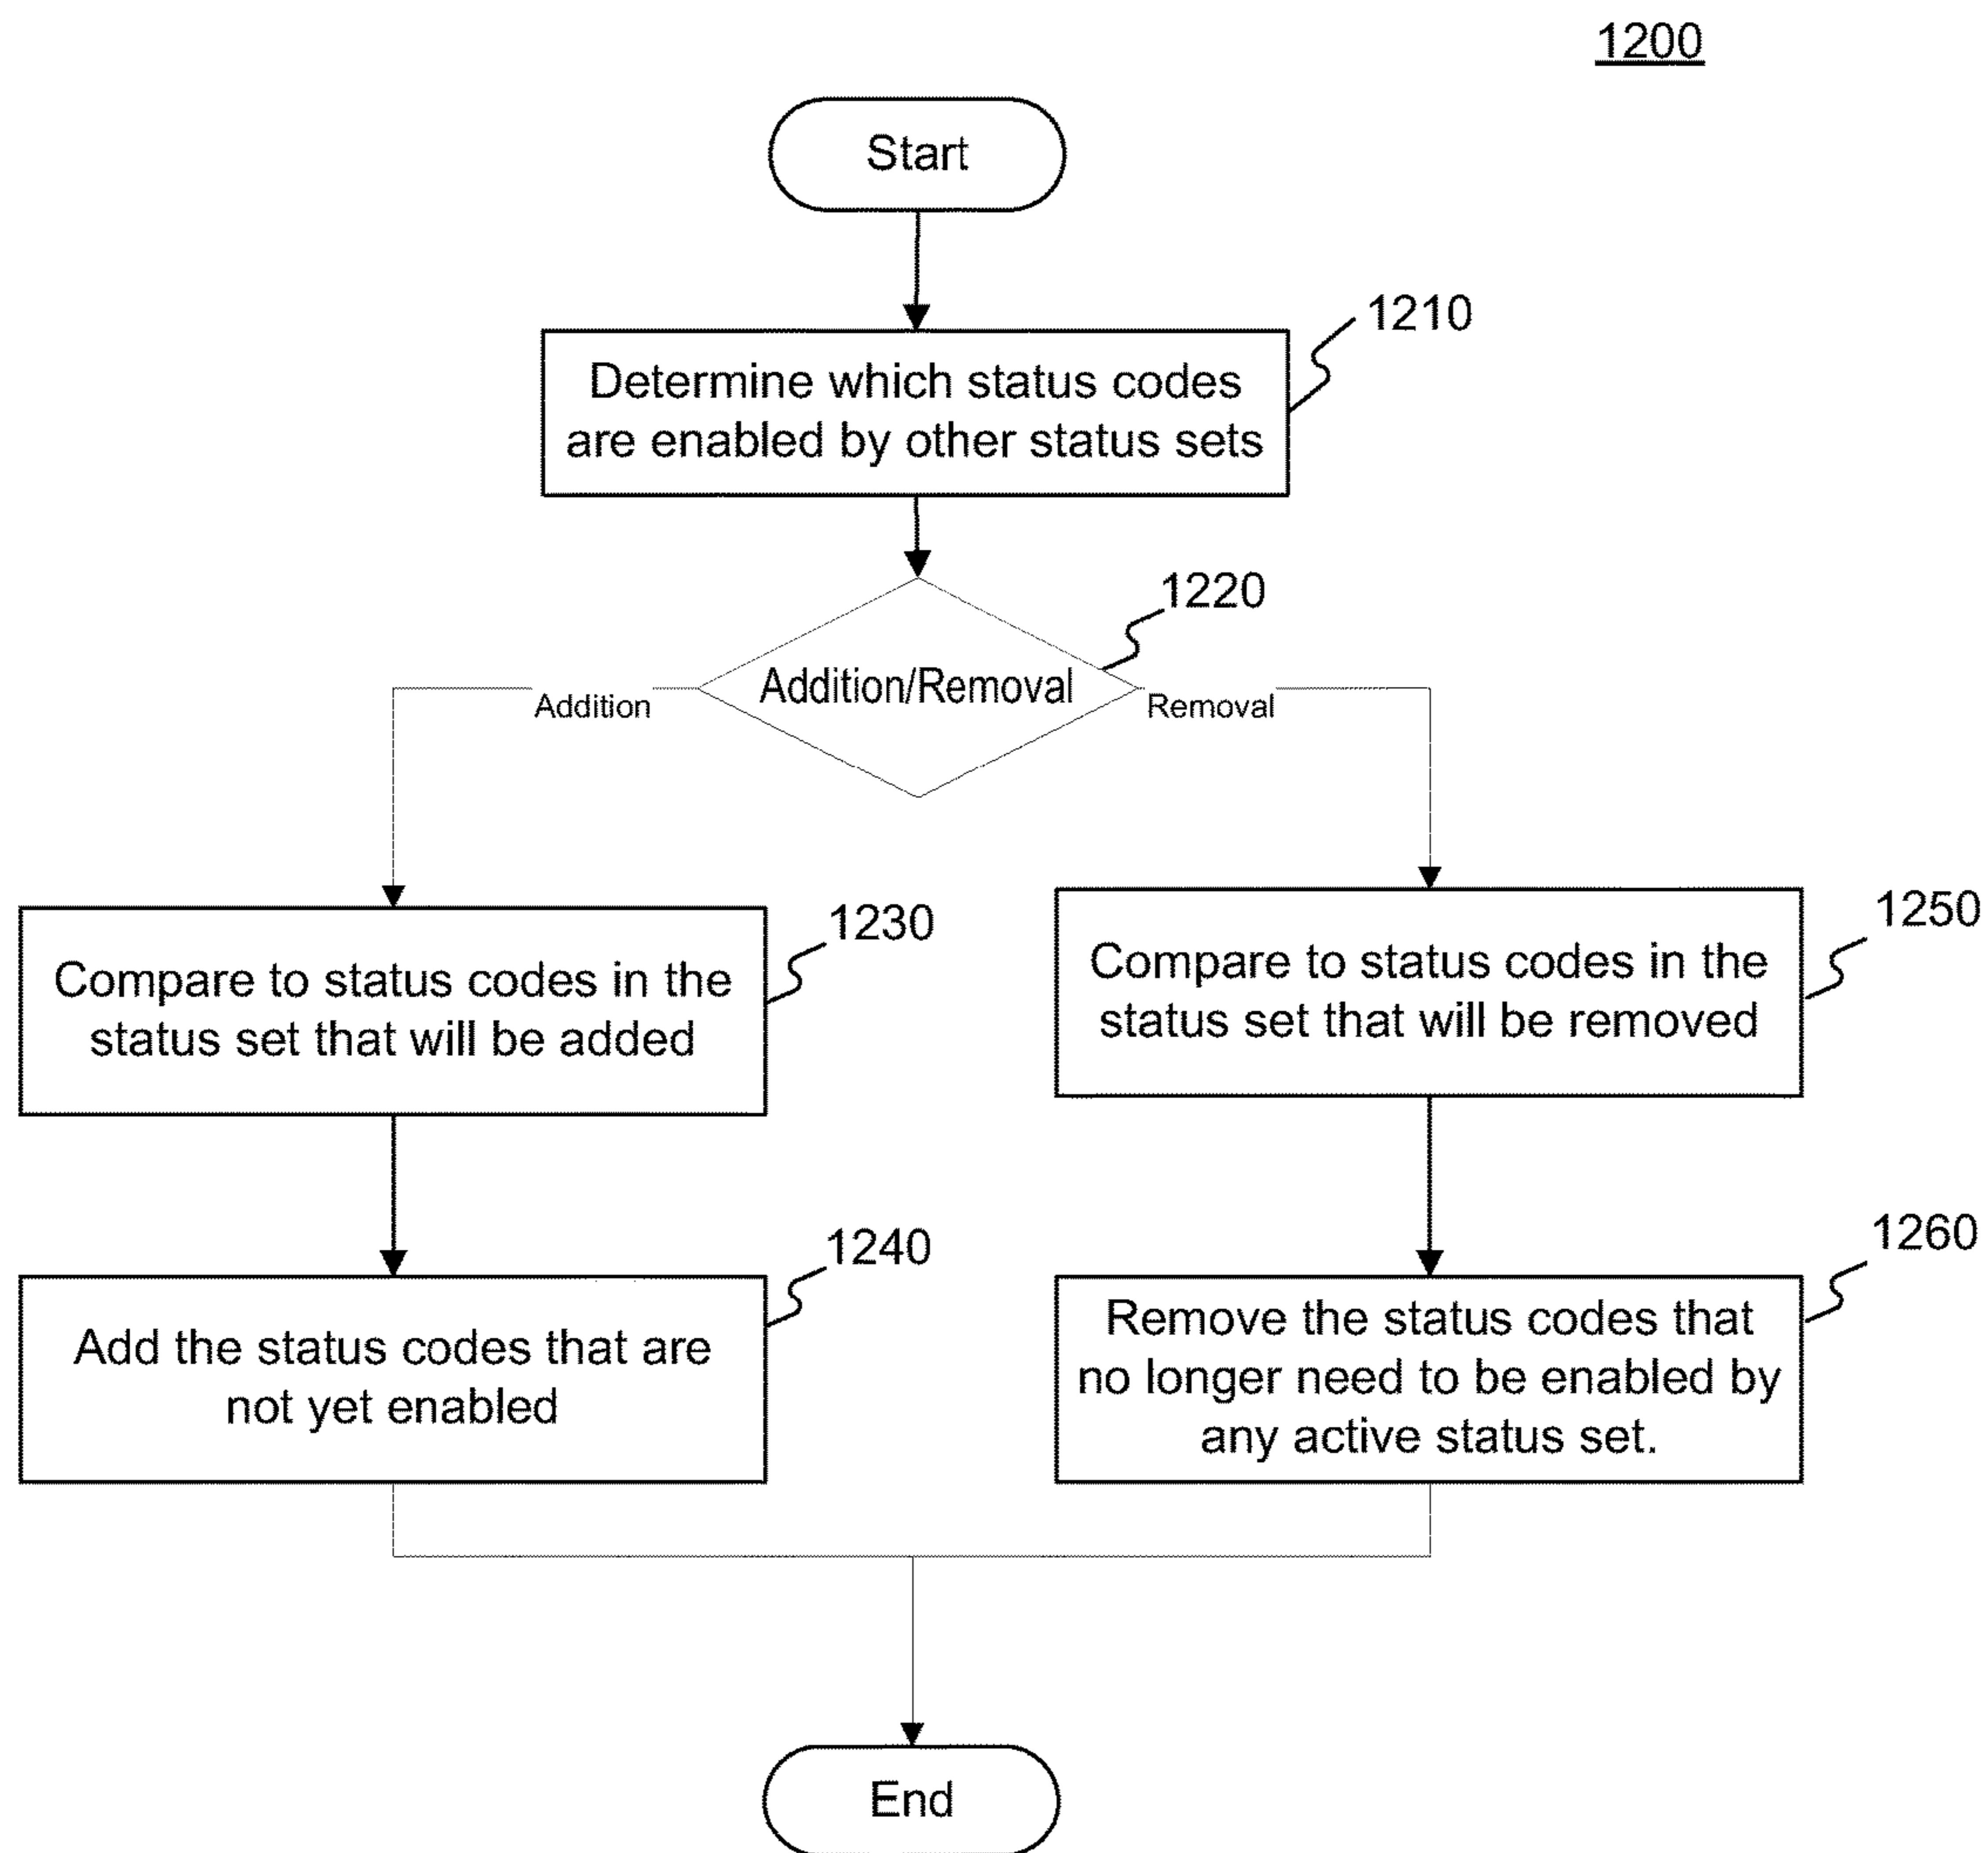 1200
Start
1210
Determine which status codes
are enabled by other status sets
1220
Addition/Removal
Addition
Removal
1230
Compare to status codes in the
status set that will be added
1250
Compare to status codes in the
status set that will be removed
1240
Add the status codes that are
not yet enabled
1260
Remove the status codes that
no longer need to be enabled by
any active status set.
End